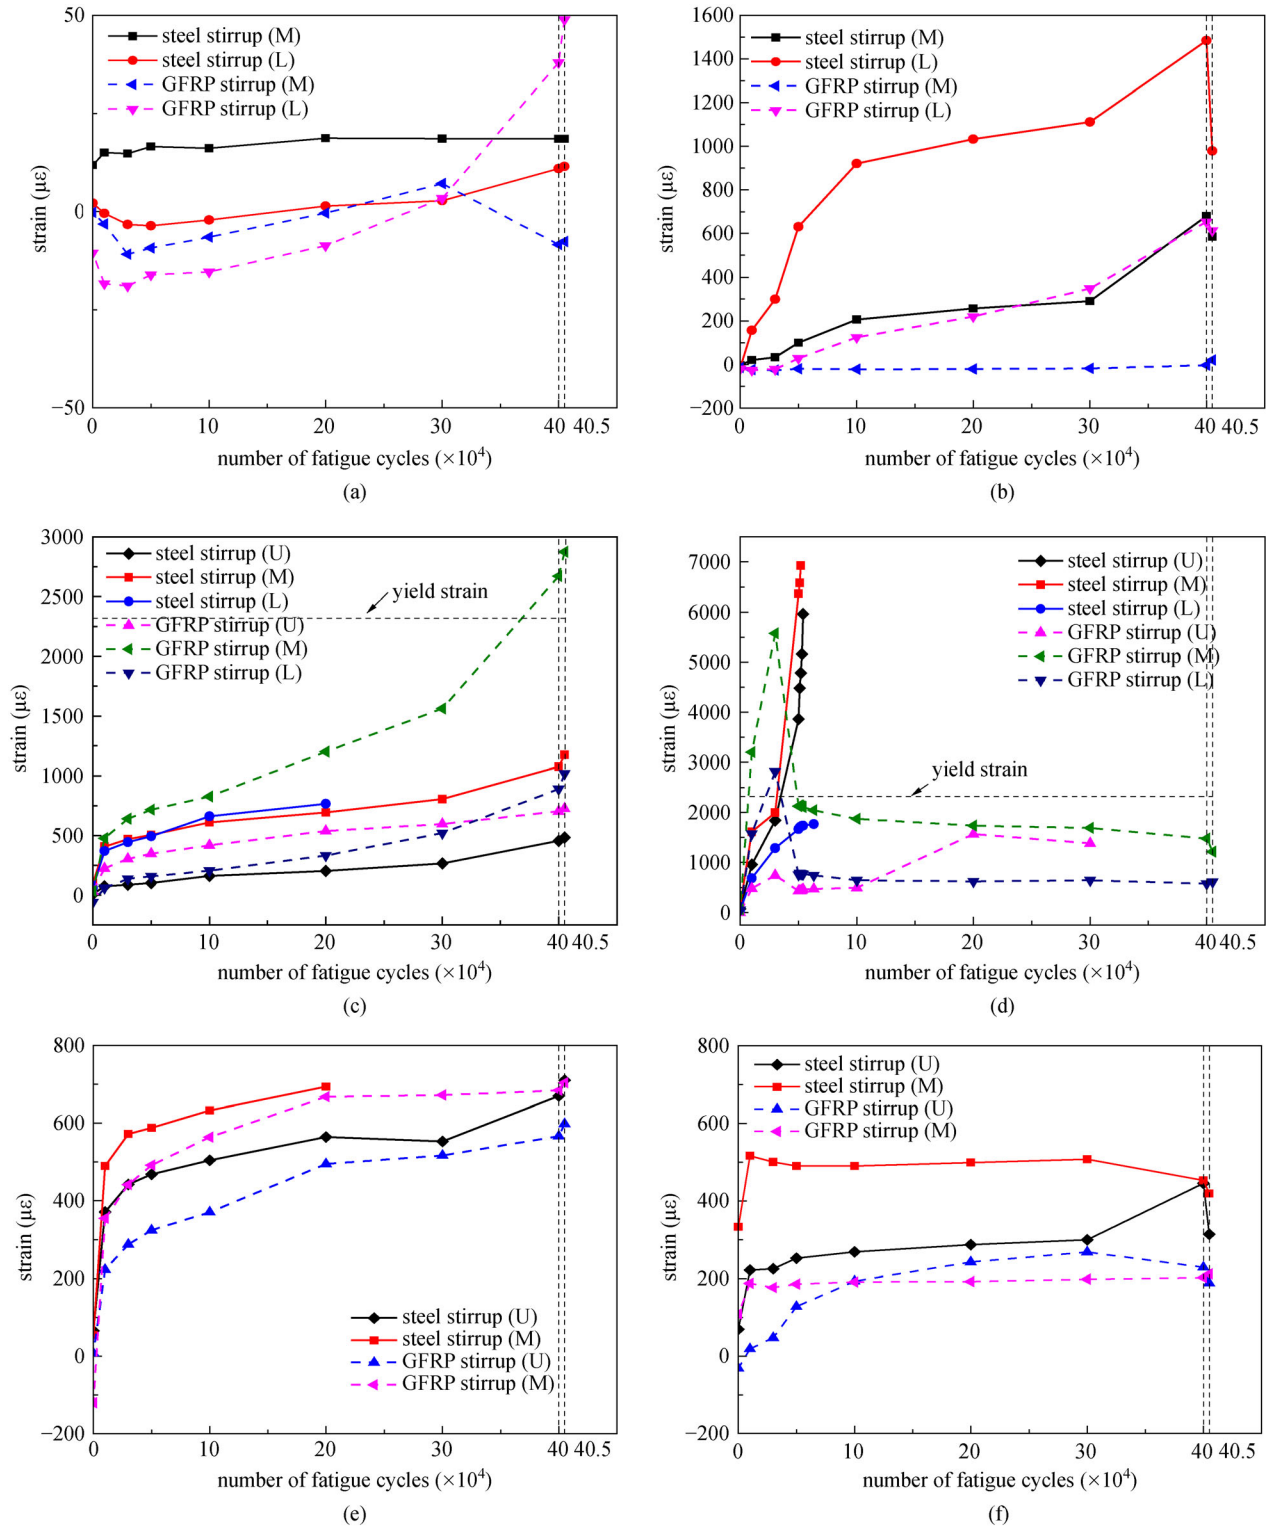 50
0
−50
strain (με)
steel stirrup (M)
steel stirrup (L)
GFRP stirrup (M)
GFRP stirrup (L)
0 10 20 30 40 40.5
number of fatigue cycles (×10⁴)
(a)
1600
1400
1200
1000
800
600
400
200
0
−200
strain (με)
steel stirrup (M)
steel stirrup (L)
GFRP stirrup (M)
GFRP stirrup (L)
0 10 20 30 40 40.5
number of fatigue cycles (×10⁴)
(b)
3000
2500
2000
1500
1000
500
0
strain (με)
steel stirrup (U)
steel stirrup (M)
steel stirrup (L)
GFRP stirrup (U)
GFRP stirrup (M)
GFRP stirrup (L)
yield strain
0 10 20 30 40 40.5
number of fatigue cycles (×10⁴)
(c)
7000
6000
5000
4000
3000
2000
1000
0
strain (με)
steel stirrup (U)
steel stirrup (M)
steel stirrup (L)
GFRP stirrup (U)
GFRP stirrup (M)
GFRP stirrup (L)
yield strain
0 10 20 30 40 40.5
number of fatigue cycles (×10⁴)
(d)
800
600
400
200
0
−200
strain (με)
steel stirrup (U)
steel stirrup (M)
GFRP stirrup (U)
GFRP stirrup (M)
0 10 20 30 40 40.5
number of fatigue cycles (×10⁴)
(e)
800
600
400
200
0
−200
strain (με)
steel stirrup (U)
steel stirrup (M)
GFRP stirrup (U)
GFRP stirrup (M)
0 10 20 30 40 40.5
number of fatigue cycles (×10⁴)
(f)